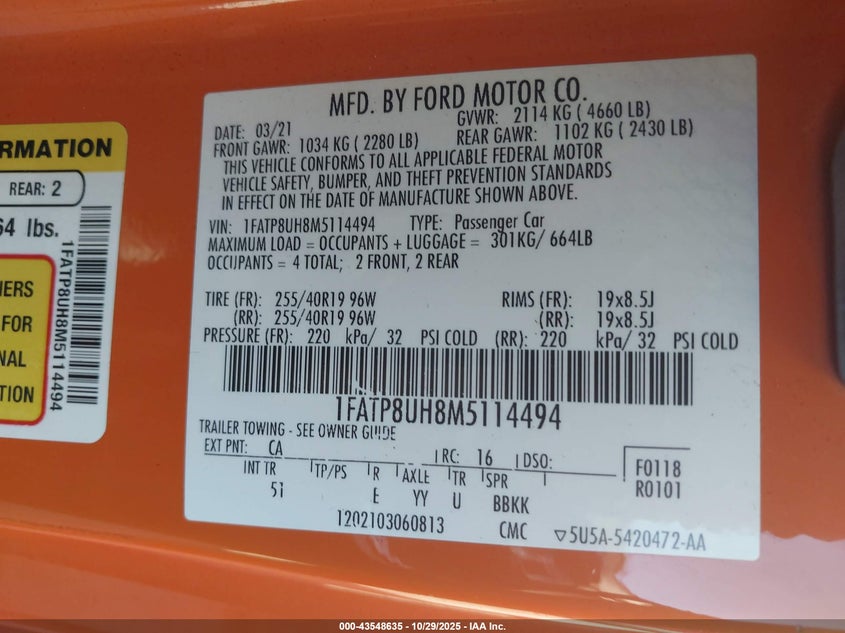 RMATION
REAR: 2
64 lbs.
1FATP8UH8M5114494
HERS
FOR
NAL
TION
MFD. BY FORD MOTOR CO.
DATE: 03/21 GVWR: 2114 KG ( 4660 LB)
FRONT GAWR: 1034 KG ( 2280 LB) REAR GAWR: 1102 KG ( 2430 LB)
THIS VEHICLE CONFORMS TO ALL APPLICABLE FEDERAL MOTOR
VEHICLE SAFETY, BUMPER, AND THEFT PREVENTION STANDARDS
IN EFFECT ON THE DATE OF MANUFACTURE SHOWN ABOVE.
VIN: 1FATP8UH8M5114494 TYPE: Passenger Car
MAXIMUM LOAD = OCCUPANTS + LUGGAGE = 301KG/ 664LB
OCCUPANTS = 4 TOTAL; 2 FRONT, 2 REAR
TIRE (FR): 255/40R19 96W RIMS (FR): 19x8.5J
(RR): 255/40R19 96W (RR): 19x8.5J
PRESSURE (FR): 220 kPa/ 32 PSI COLD (RR): 220 kPa/ 32 PSI COLD
1FATP8UH8M5114494
TRAILER TOWING - SEE OWNER GUIDE
EXT PNT: CA RC: 16 DSO:
INT TR TP/PS R AXLE TR SPR
51 E YY U BBKK
F0118
R0101
1202103060813 CMC ▽5U5A-5420472-AA
000-43548635 - 10/29/2025 - IAA Inc.